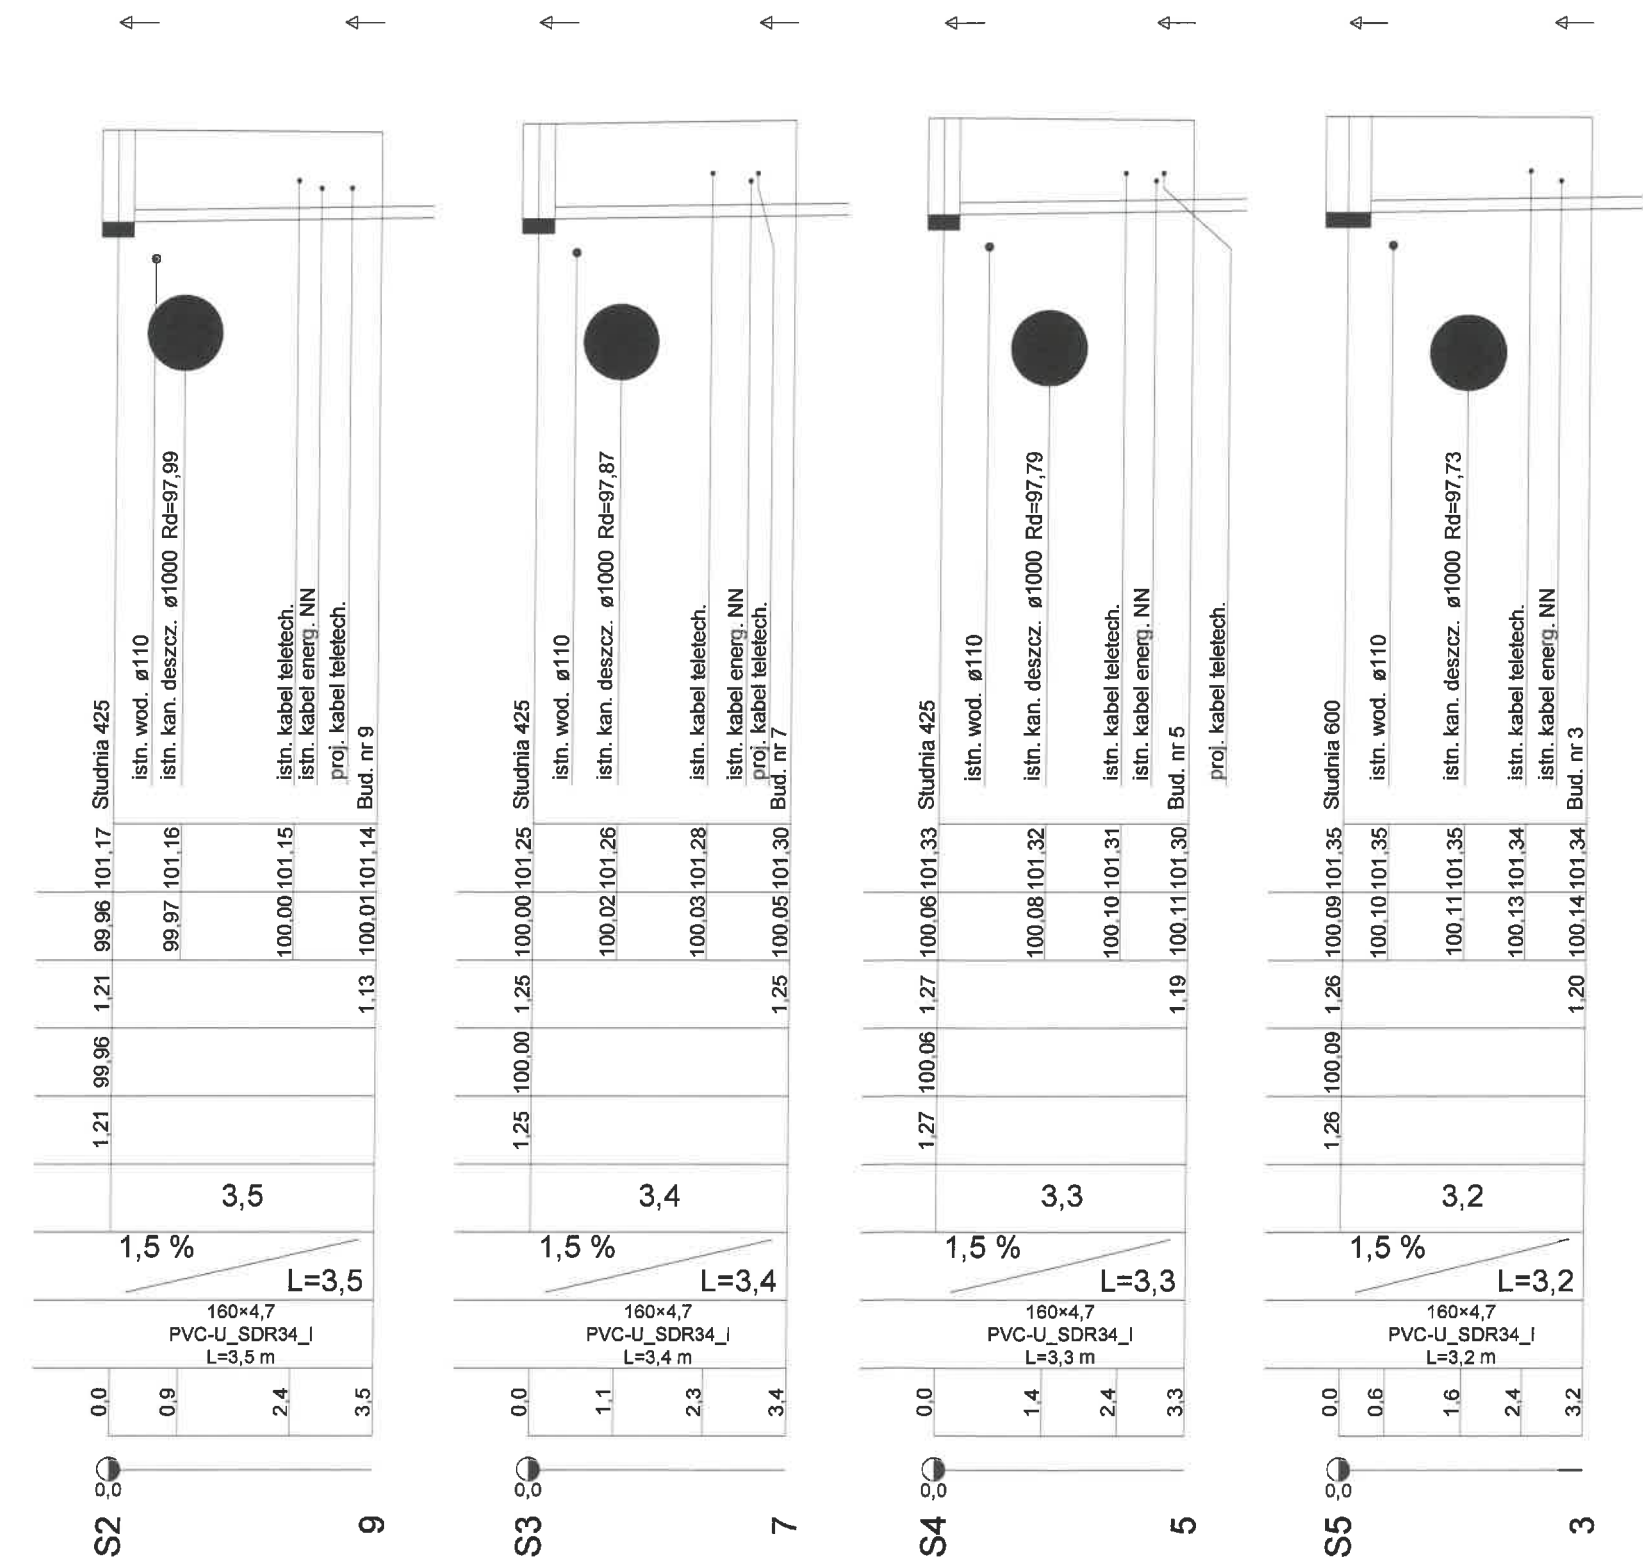 Studnia 425
istn. wod. ø110
istn. kan. deszcz. ø1000 Rd=97,99
istn. kabel teletech.
istn. kabel energ. NN
proj. kabel teletech.
Bud. nr 9
101,17
101,16
101,15
101,14
99,96
99,97
100,00
100,01
1,21
1,13
99,96
1,21
3,5
1,5 %
L=3,5
160×4,7
PVC-U_SDR34_l
L=3,5 m
0,0
0,9
2,4
3,5
0,0
S2
9
Studnia 425
istn. wod. ø110
istn. kan. deszcz. ø1000 Rd=97,87
istn. kabel teletech.
istn. kabel energ. NN
proj. kabel teletech.
Bud. nr 7
101,25
101,26
101,28
101,30
100,00
100,02
100,03
100,05
1,25
1,25
100,00
1,25
3,4
1,5 %
L=3,4
160×4,7
PVC-U_SDR34_l
L=3,4 m
0,0
1,1
2,3
3,4
0,0
S3
7
Studnia 425
istn. wod. ø110
istn. kan. deszcz. ø1000 Rd=97,79
istn. kabel teletech.
istn. kabel energ. NN
Bud. nr 5
proj. kabel teletech.
101,33
101,32
101,31
101,30
100,06
100,08
100,10
100,11
1,27
1,19
100,06
1,27
3,3
1,5 %
L=3,3
160×4,7
PVC-U_SDR34_l
L=3,3 m
0,0
1,4
2,4
3,3
0,0
S4
5
Studnia 600
istn. wod. ø110
istn. kan. deszcz. ø1000 Rd=97,73
istn. kabel teletech.
istn. kabel energ. NN
Bud. nr 3
101,35
101,35
101,35
101,34
101,34
100,09
100,10
100,11
100,13
100,14
1,26
1,20
100,09
1,26
3,2
1,5 %
L=3,2
160×4,7
PVC-U_SDR34_l
L=3,2 m
0,0
0,6
1,6
2,4
3,2
0,0
S5
3